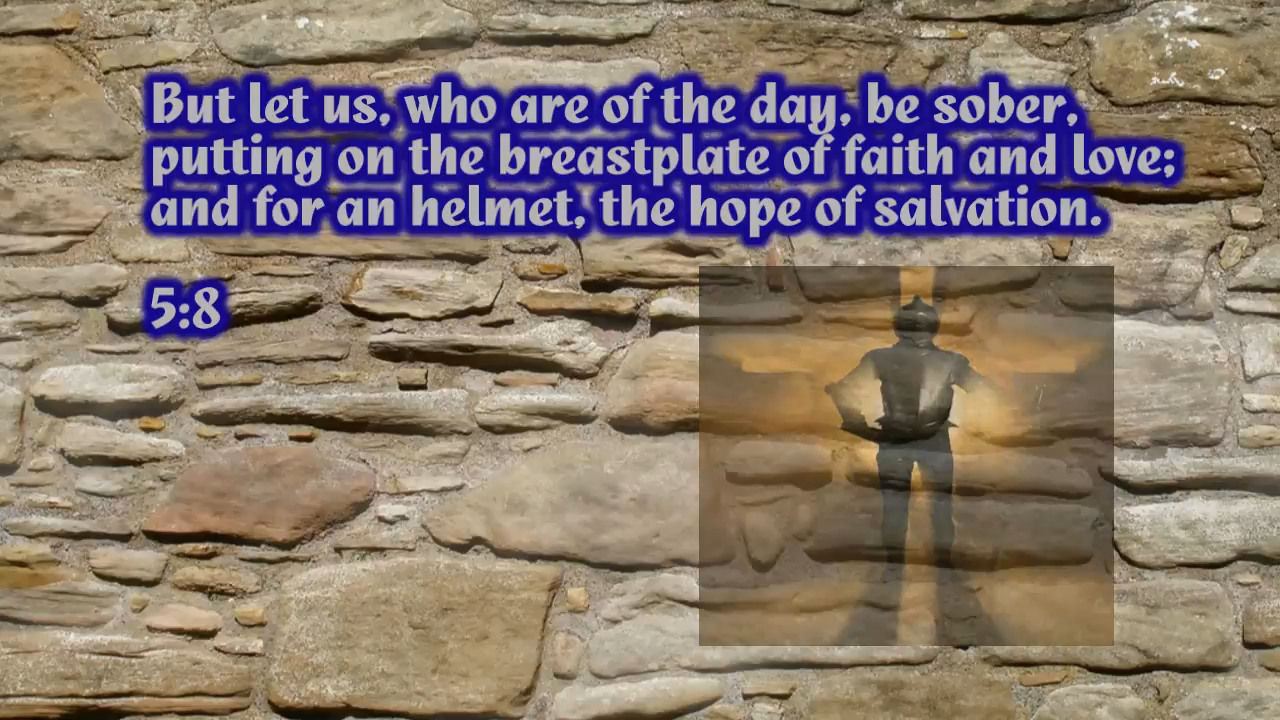 But let us, who are of the day, be sober,
putting on the breastplate of faith and love;
and for an helmet, the hope of salvation.
5:8